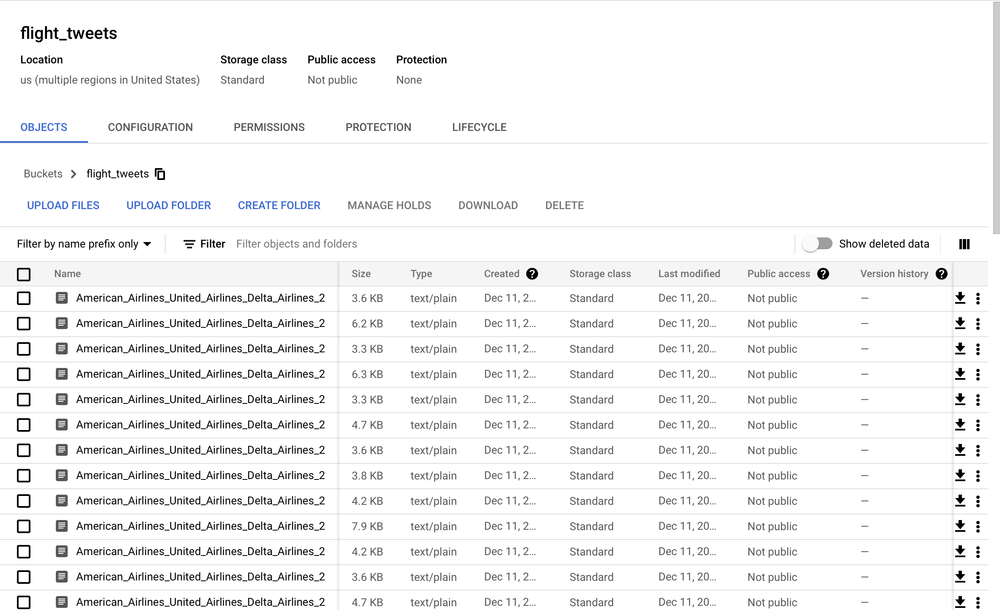 flight_tweets
Location Storage class Public access Protection
us (multiple regions in United States) Standard Not public None
OBJECTS CONFIGURATION PERMISSIONS PROTECTION LIFECYCLE
Buckets flight_tweets
UPLOAD FILES UPLOAD FOLDER CREATE FOLDER MANAGE HOLDS DOWNLOAD DELETE
Filter by name prefix only Filter Filter objects and folders Show deleted data
Name Size Type Created ? Storage class Last modified Public access ? Version history ?
American_Airlines_United_Airlines_Delta_Airlines_2 3.6 KB text/plain Dec 11, 2... Standard Dec 11, 20... Not public —
American_Airlines_United_Airlines_Delta_Airlines_2 6.2 KB text/plain Dec 11, 2... Standard Dec 11, 20... Not public —
American_Airlines_United_Airlines_Delta_Airlines_2 3.3 KB text/plain Dec 11, 2... Standard Dec 11, 20... Not public —
American_Airlines_United_Airlines_Delta_Airlines_2 6.3 KB text/plain Dec 11, 2... Standard Dec 11, 20... Not public —
American_Airlines_United_Airlines_Delta_Airlines_2 3.3 KB text/plain Dec 11, 2... Standard Dec 11, 20... Not public —
American_Airlines_United_Airlines_Delta_Airlines_2 4.7 KB text/plain Dec 11, 2... Standard Dec 11, 20... Not public —
American_Airlines_United_Airlines_Delta_Airlines_2 3.6 KB text/plain Dec 11, 2... Standard Dec 11, 20... Not public —
American_Airlines_United_Airlines_Delta_Airlines_2 3.8 KB text/plain Dec 11, 2... Standard Dec 11, 20... Not public —
American_Airlines_United_Airlines_Delta_Airlines_2 4.2 KB text/plain Dec 11, 2... Standard Dec 11, 20... Not public —
American_Airlines_United_Airlines_Delta_Airlines_2 7.9 KB text/plain Dec 11, 2... Standard Dec 11, 20... Not public —
American_Airlines_United_Airlines_Delta_Airlines_2 4.2 KB text/plain Dec 11, 2... Standard Dec 11, 20... Not public —
American_Airlines_United_Airlines_Delta_Airlines_2 3.6 KB text/plain Dec 11, 2... Standard Dec 11, 20... Not public —
American_Airlines_United_Airlines_Delta_Airlines_2 4.7 KB text/plain Dec 11, 2... Standard Dec 11, 20... Not public —